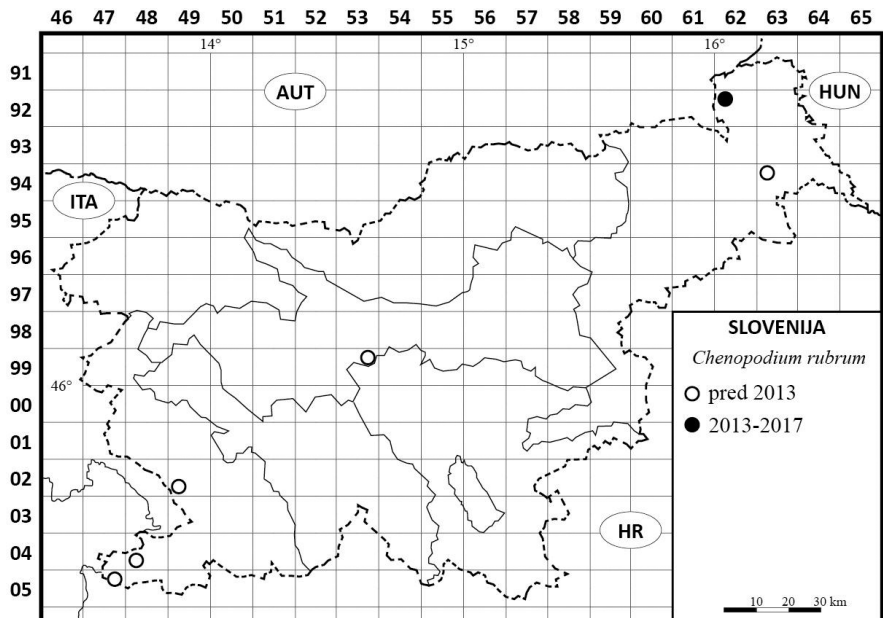 46 47 48 49 50 51 52 53 54 55 56 57 58 59 60 61 62 63 64 65
14° 15° 16°
91
AUT HUN
92
93
94
ITA
95
96
97
98
99
46°
00
01
02
03
04
05
HR
SLOVENIJA
Chenopodium rubrum
pred 2013
2013-2017
10 20 30 km